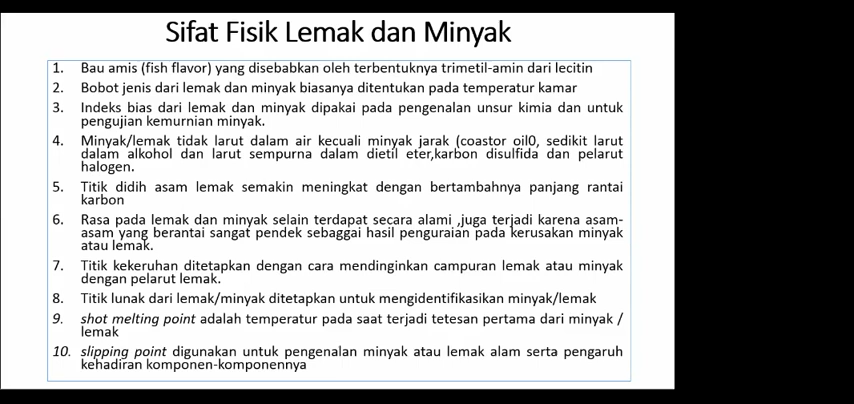 Sifat Fisik Lemak dan Minyak
1. Bau amis (fish flavor) yang disebabkan oleh terbentuknya trimetil-amin dari lecitin
2. Bobot jenis dari lemak dan minyak biasanya ditentukan pada temperatur kamar
3. Indeks bias dari lemak dan minyak dipakai pada pengenalan unsur kimia dan untuk
pengujian kemurnian minyak.
4. Minyak/lemak tidak larut dalam air kecuali minyak jarak (coastor oil0, sedikit larut
dalam alkohol dan larut sempurna dalam dietil eter,karbon disulfida dan pelarut
halogen.
5. Titik didih asam lemak semakin meningkat dengan bertambahnya panjang rantai
karbon
6. Rasa pada lemak dan minyak selain terdapat secara alami ,juga terjadi karena asam-
asam yang berantai sangat pendek sebaggai hasil penguraian pada kerusakan minyak
atau lemak.
7. Titik kekeruhan ditetapkan dengan cara mendinginkan campuran lemak atau minyak
dengan pelarut lemak.
8. Titik lunak dari lemak/minyak ditetapkan untuk mengidentifikasikan minyak/lemak
9. shot melting point adalah temperatur pada saat terjadi tetesan pertama dari minyak /
lemak
10. slipping point digunakan untuk pengenalan minyak atau lemak alam serta pengaruh
kehadiran komponen-komponennya